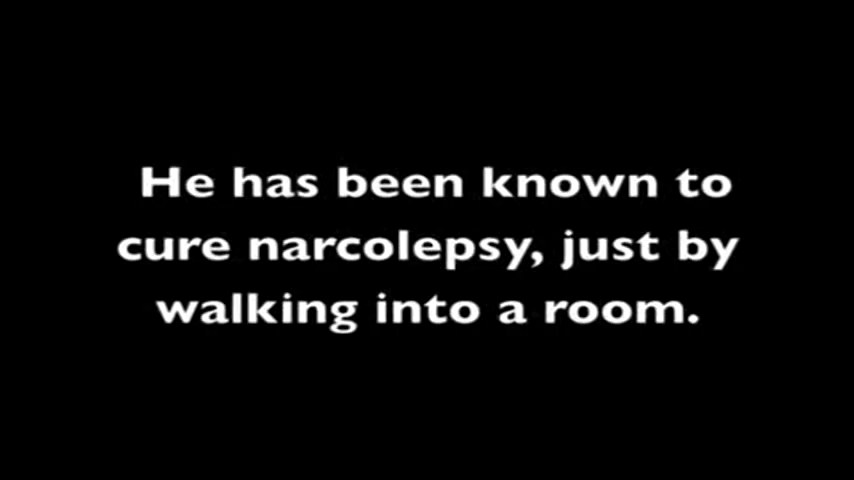 He has been known to
cure narcolepsy, just by
walking into a room.